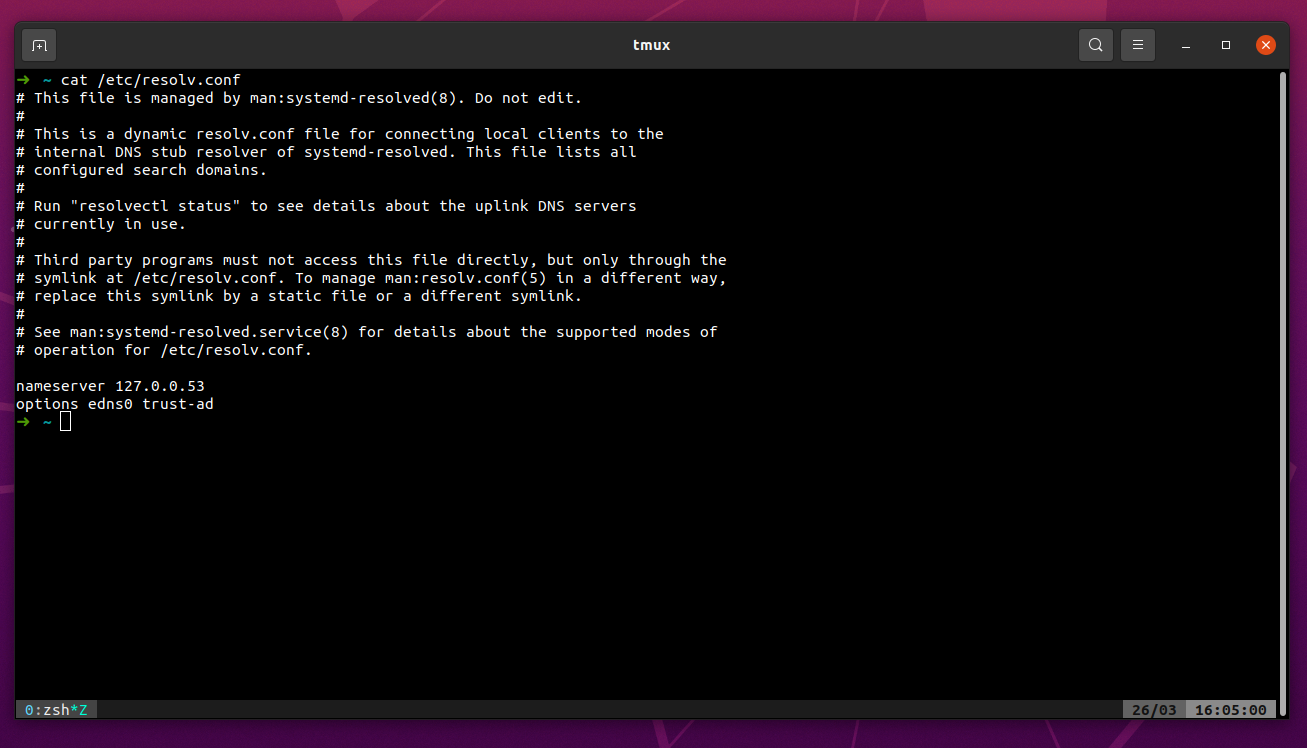 tmux
➜ ~ cat /etc/resolv.conf
# This file is managed by man:systemd-resolved(8). Do not edit.
#
# This is a dynamic resolv.conf file for connecting local clients to the
# internal DNS stub resolver of systemd-resolved. This file lists all
# configured search domains.
#
# Run "resolvectl status" to see details about the uplink DNS servers
# currently in use.
#
# Third party programs must not access this file directly, but only through the
# symlink at /etc/resolv.conf. To manage man:resolv.conf(5) in a different way,
# replace this symlink by a static file or a different symlink.
#
# See man:systemd-resolved.service(8) for details about the supported modes of
# operation for /etc/resolv.conf.

nameserver 127.0.0.53
options edns0 trust-ad
➜ ~
0:zsh*Z 26/03 16:05:00